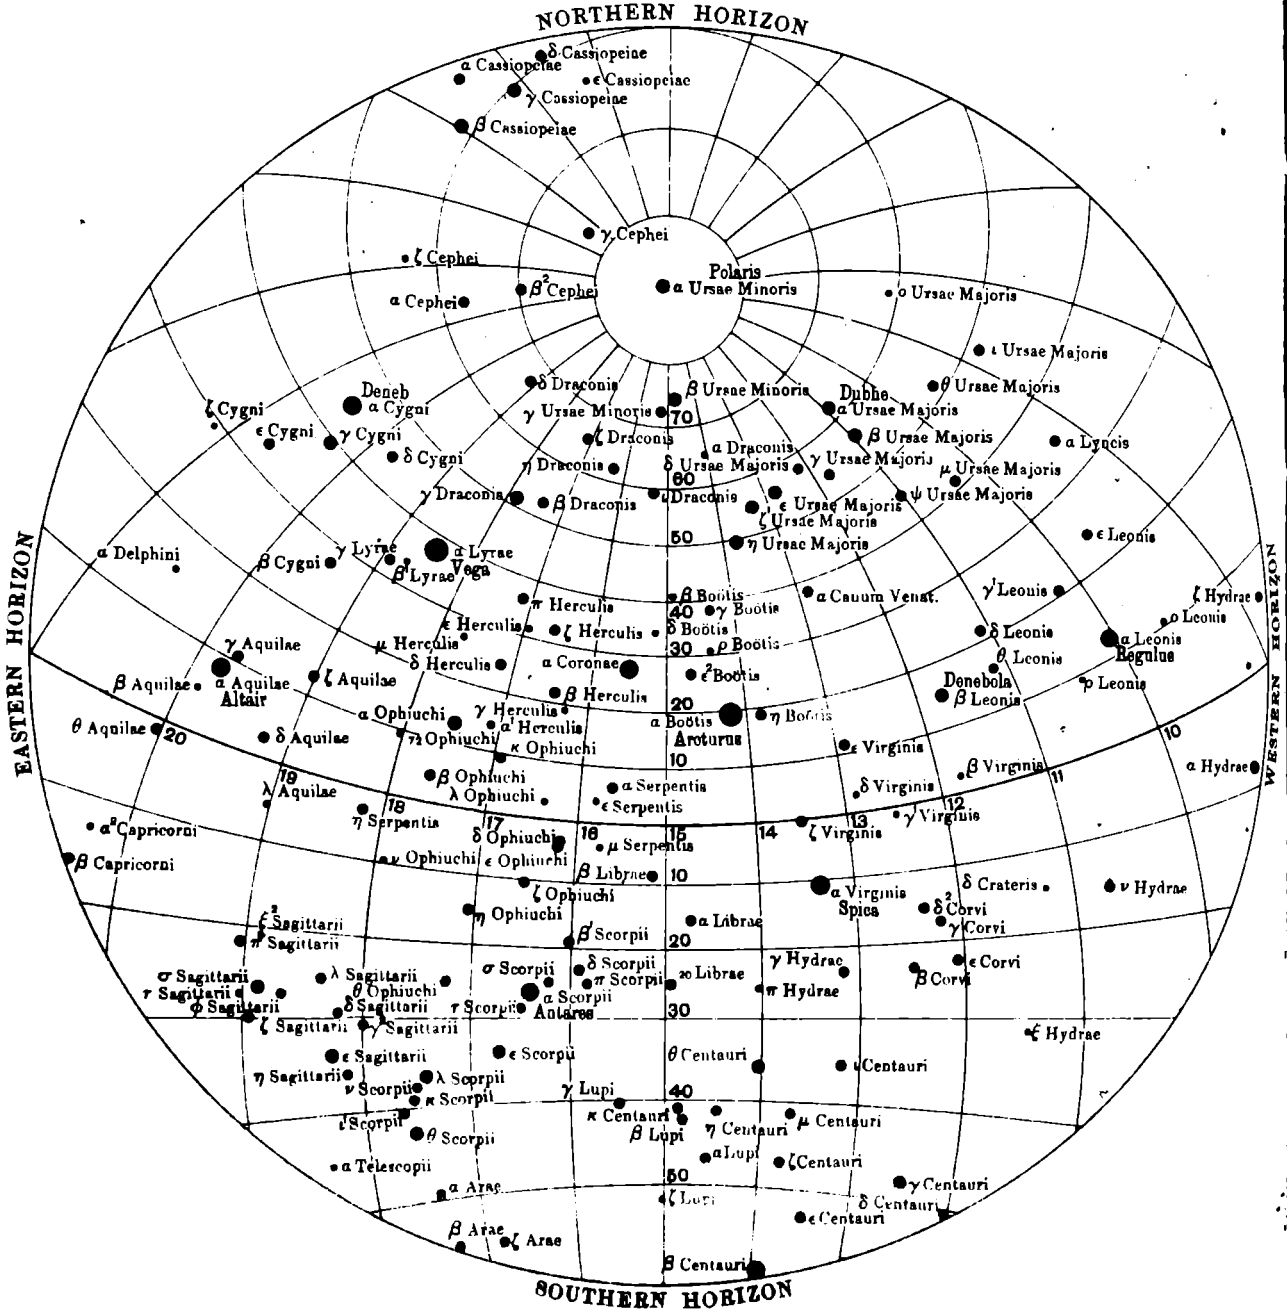 NORTHERN HORIZON
δ Cassiopeiae
α Cassiopeiae
ε Cassiopeiae
γ Cassiopeiae
β Cassiopeiae
γ Cephei
ζ Cephei
Polaris
α Ursae Minoris
β² Cephei
α Cephei
ο Ursae Majoris
ι Ursae Majoris
δ Draconis
β Ursae Minoris
θ Ursae Majoris
Deneb
α Cygni
Dubhe
α Ursae Majoris
ζ Cygni
γ Ursae Minoris
70
ε Cygni
γ Cygni
ζ Draconis
β Ursae Majoris
α Lyncis
δ Cygni
α Draconis
η Draconis
δ Ursae Majoris
γ Ursae Majoris
μ Ursae Majoris
60
γ Draconis
β Draconis
ι Draconis
ε Ursae Majoris
ψ Ursae Majoris
ζ Ursae Majoris
50
η Ursae Majoris
ε Leonis
α Delphini
γ Lyrae
α Lyrae
Vega
β Cygni
β¹ Lyrae
EASTERN HORIZON
WESTERN HORIZON
π Herculis
β Boötis
40
γ Boötis
α Canum Venat.
γ¹ Leonis
ζ Hydrae
ε Herculis
ζ Herculis
δ Boötis
δ Leonis
ο Leonis
μ Herculis
α Leonis
Regulus
30
ρ Boötis
θ Leonis
γ Aquilae
δ Herculis
α Coronae
ε² Boötis
α Aquilae
Altair
ζ Aquilae
β Aquilae
β Herculis
Denebola
β Leonis
ρ Leonis
20
γ Herculis
α Boötis
Arcturus
η Boötis
α Ophiuchi
α¹ Herculis
θ Aquilae
20
δ Aquilae
72 Ophiuchi
κ Ophiuchi
10
ε Virginis
β Virginis
11
10
α Hydrae
19
λ Aquilae
β Ophiuchi
λ Ophiuchi
α Serpentis
ε Serpentis
δ Virginis
12
18
η Serpentis
17
16
15
14
ζ Virginis
13
γ Virginis
α² Capricorni
β Capricorni
δ Ophiuchi
μ Serpentis
ν Ophiuchi
ε Ophiuchi
β Librae
10
α Virginis
Spica
δ Crateris
ν Hydrae
ζ Ophiuchi
η Ophiuchi
α Librae
δ² Corvi
γ Corvi
ξ² Sagittarii
π Sagittarii
β¹ Scorpii
20
γ Hydrae
ε Corvi
β Corvi
σ Sagittarii
λ Sagittarii
σ Scorpii
δ Scorpii
π Scorpii
20 Librae
π Hydrae
τ Sagittarii
θ Ophiuchi
α Scorpii
Antares
φ Sagittarii
δ Sagittarii
τ Scorpii
30
ζ Sagittarii
γ Sagittarii
ξ Hydrae
ε Sagittarii
ε Scorpii
θ Centauri
ι Centauri
η Sagittarii
λ Scorpii
ν Scorpii
κ Scorpii
γ Lupi
40
κ Centauri
β Lupi
η Centauri
μ Centauri
ι¹ Scorpii
θ Scorpii
α Lupi
ζ Centauri
α Telescopii
50
α Arae
ζ Lupi
γ Centauri
δ Centauri
ε Centauri
β Arae
ζ Arae
β Centauri
SOUTHERN HORIZON